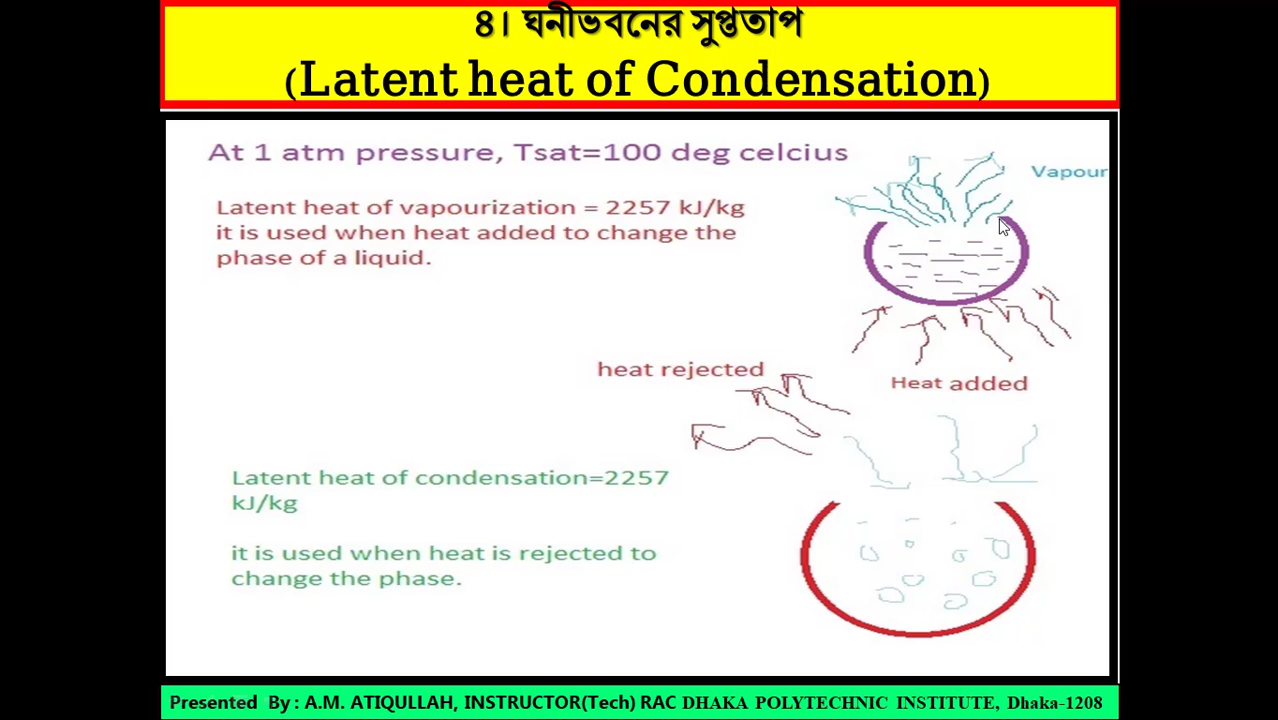 ৪। ঘনীভবনের সুপ্ততাপ
(Latent heat of Condensation)
At 1 atm pressure, Tsat=100 deg celcius
Vapour
Latent heat of vapourization = 2257 kJ/kg
it is used when heat added to change the
phase of a liquid.
heat rejected
Heat added
Latent heat of condensation=2257
kJ/kg
it is used when heat is rejected to
change the phase.
Presented By : A.M. ATIQULLAH, INSTRUCTOR(Tech) RAC DHAKA POLYTECHNIC INSTITUTE, Dhaka-1208